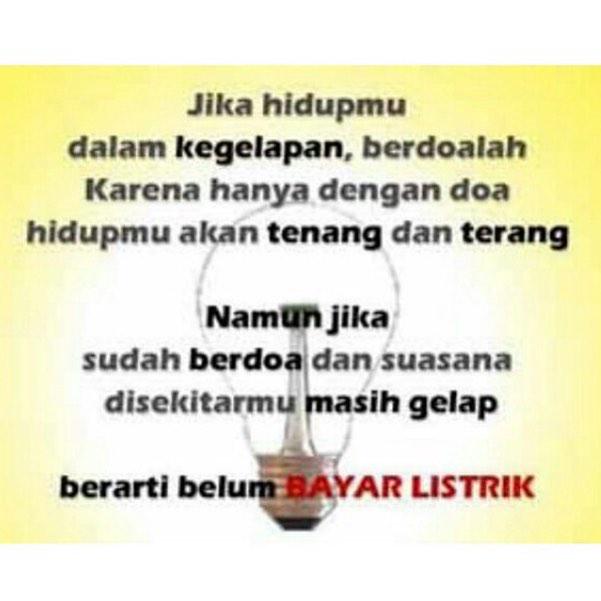 Jika hidupmu
dalam kegelapan, berdoalah
Karena hanya dengan doa
hidupmu akan tenang dan terang
Namun jika
sudah berdoa dan suasana
disekitarmu masih gelap
berarti belum BAYAR LISTRIK